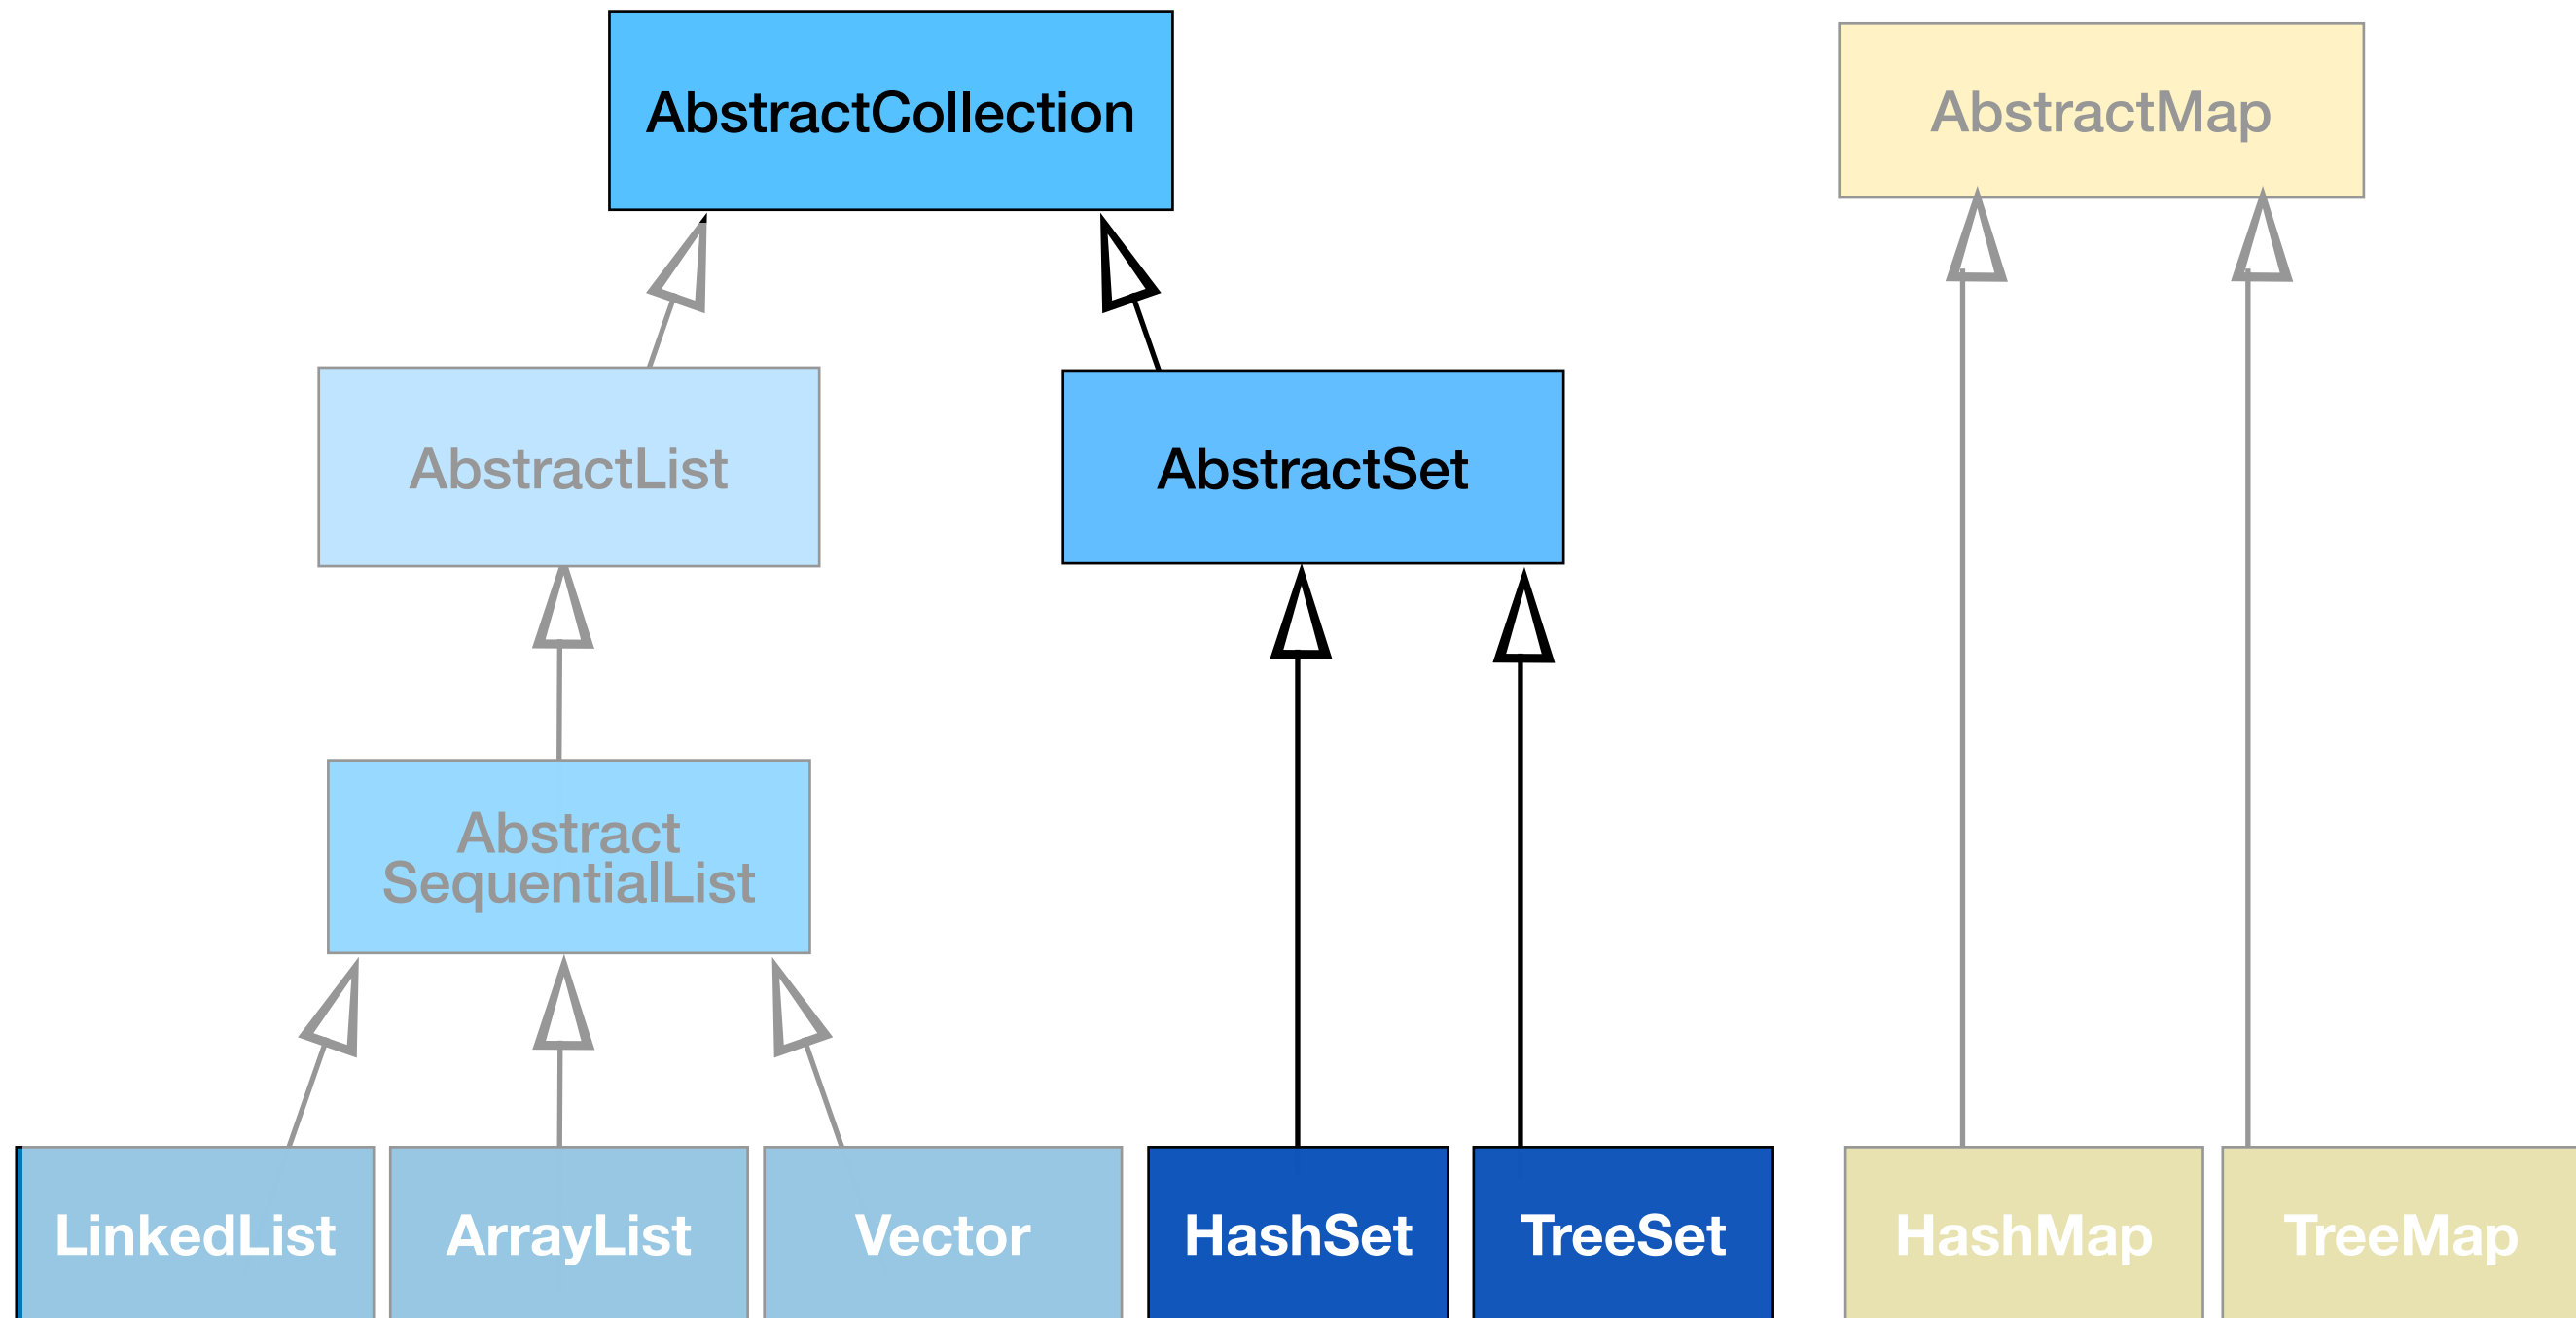 AbstractCollection
AbstractMap
AbstractList
AbstractSet
Abstract
SequentialList
LinkedList
ArrayList
Vector
HashSet
TreeSet
HashMap
TreeMap